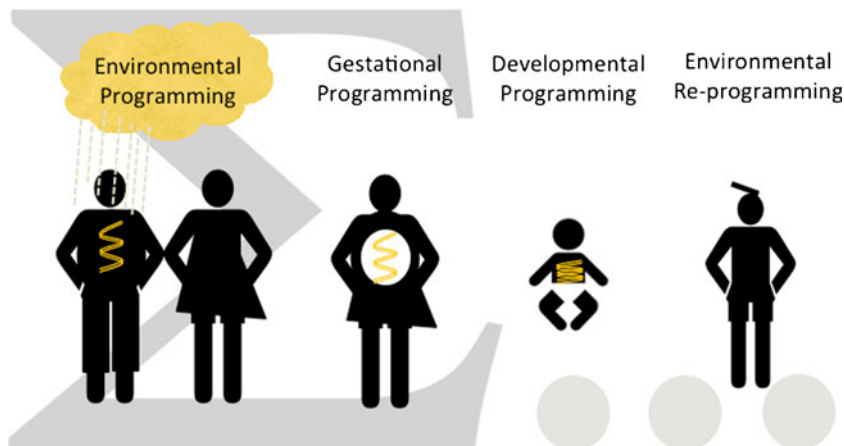 Environmental
Programming
Gestational
Programming
Developmental
Programming
Environmental
Re-programming